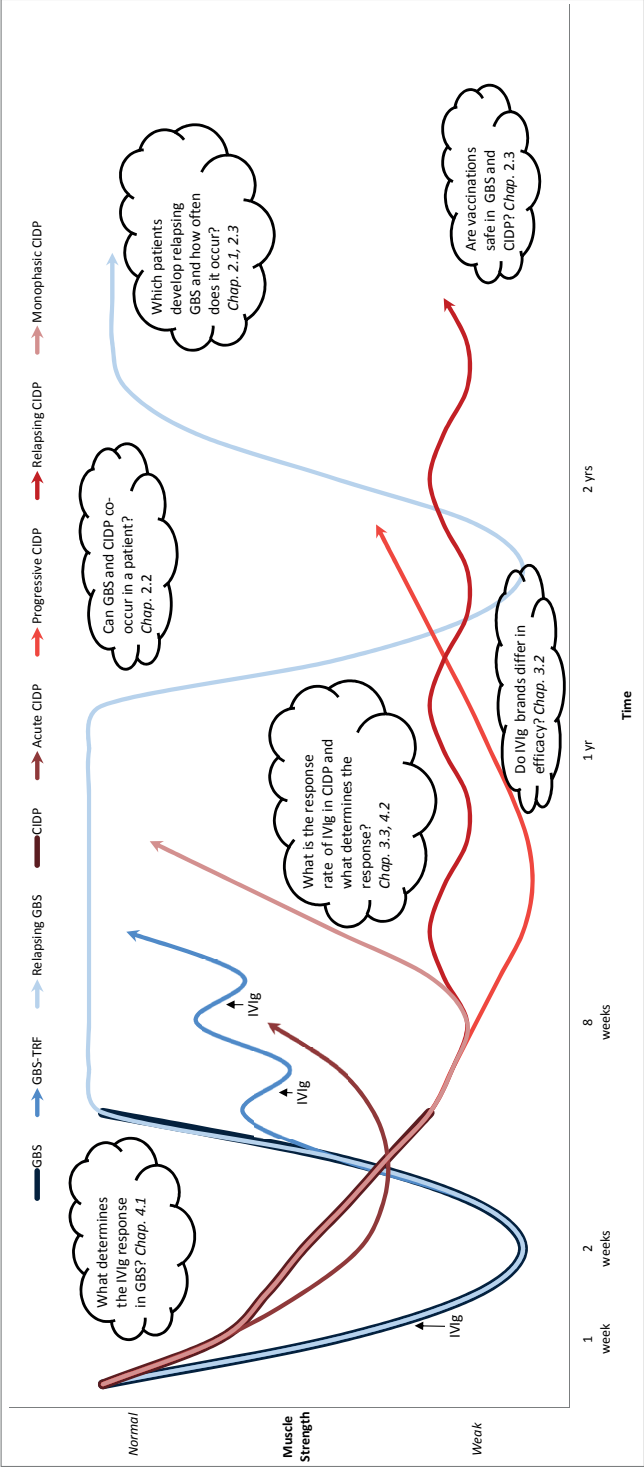 GBS
GBS-TRF
Relapsing GBS
CIDP
Acute CIDP
Progressive CIDP
Relapsing CIDP
Monophasic CIDP
Normal
Muscle
Strength
Weak
What determines
the IVIg response
in GBS? Chap. 4.1
Can GBS and CIDP co-
occur in a patient?
Chap. 2.2
Which patients
develop relapsing
GBS and how often
does it occur?
Chap. 2.1, 2.3
What is the response
rate of IVIg in CIDP and
what determines the
response?
Chap. 3.3, 4.2
Do IVIg brands differ in
efficacy? Chap. 3.2
Are vaccinations
safe in GBS and
CIDP? Chap. 2.3
IVIg
IVIg
IVIg
1
week
2
weeks
8
weeks
1 yr
2 yrs
Time